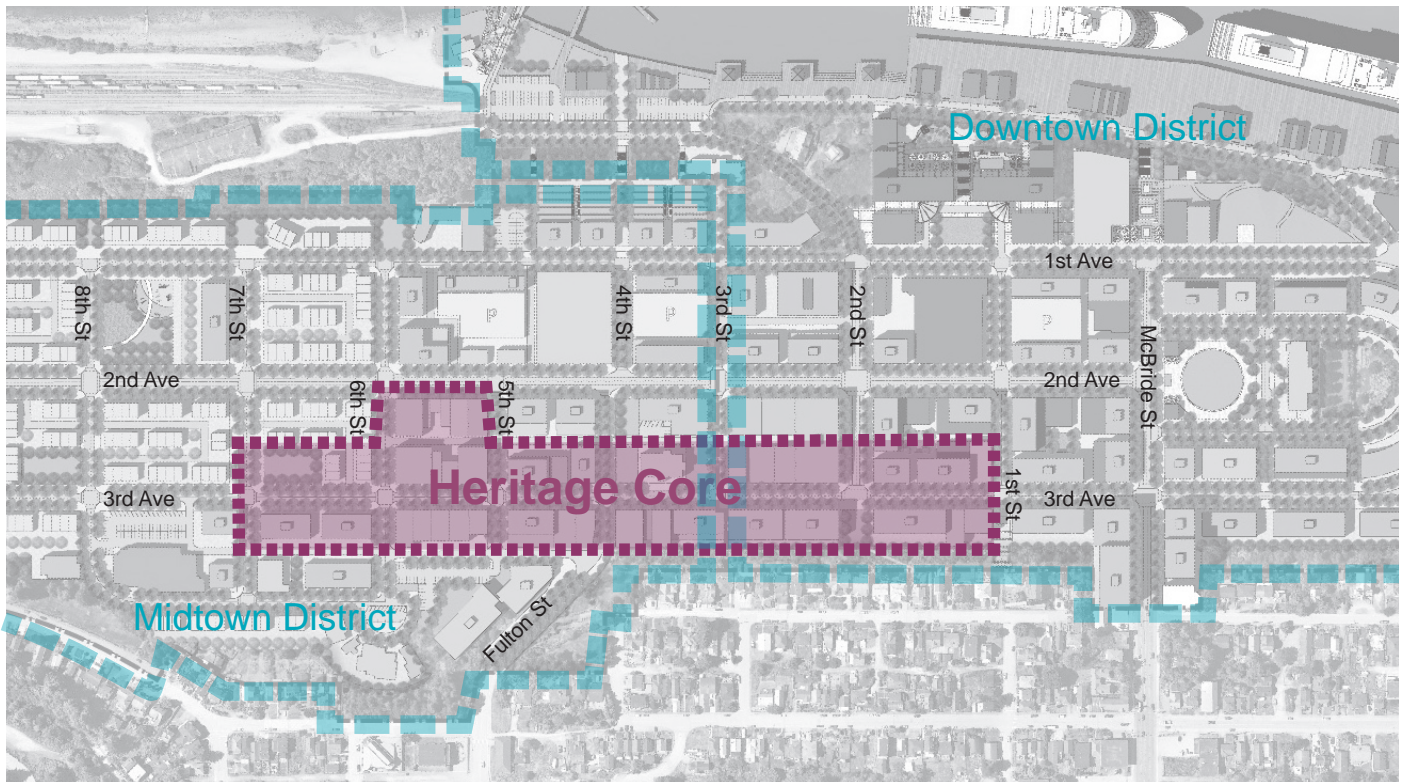 Downtown District
1st Ave
8th St
7th St
4th St
3rd St
2nd St
P
P
P
McBride St
2nd Ave
2nd Ave
6th St
5th St
Heritage Core
3rd Ave
1st St
3rd Ave
Midtown District
Fulton St